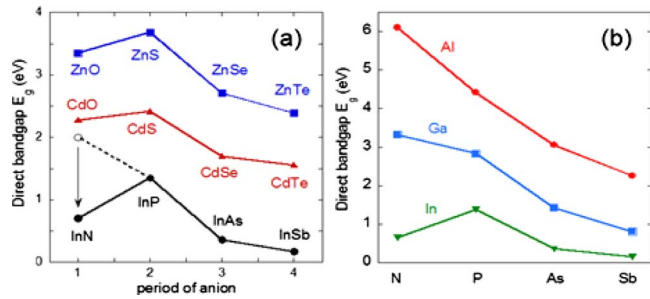 (a)
Direct bandgap E_g (eV)
4
3
2
1
0
ZnO
ZnS
ZnSe
ZnTe
CdO
CdS
CdSe
CdTe
InN
InP
InAs
InSb
1 2 3 4
period of anion
(b)
Direct bandgap E_g (eV)
6
5
4
3
2
1
0
Al
Ga
In
N P As Sb